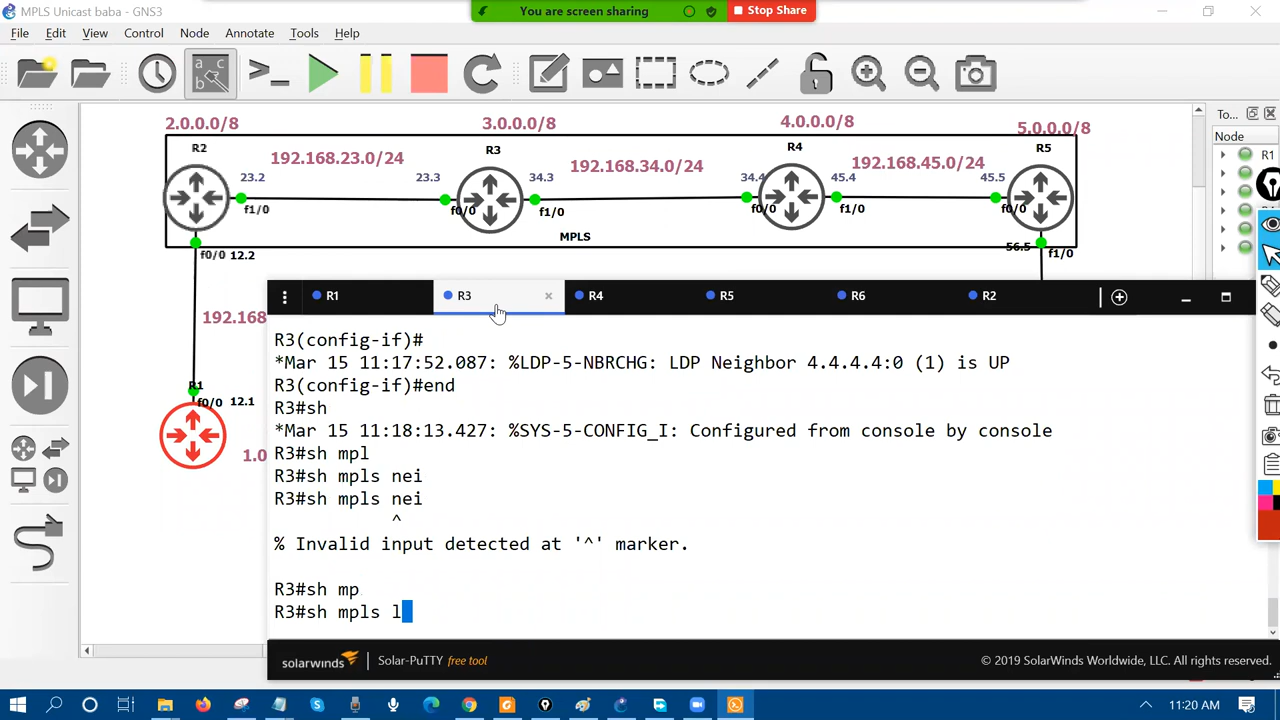 MPLS Unicast baba - GNS3
You are screen sharing
Stop Share
File Edit View Control Node Annotate Tools Help
2.0.0.0/8 3.0.0.0/8 4.0.0.0/8 5.0.0.0/8
R2 R3 R4 R5
192.168.23.0/24 192.168.34.0/24 192.168.45.0/24
23.2 23.3 34.3 34.4 45.4 45.5
f1/0 f0/0 f1/0 f0/0 f1/0 f0/0
MPLS
56.5
f0/0 12.2 f1/0
192.168
R1
f0/0 12.1
1.0
To...
Node
R1
R1 R3 × R4 R5 R6 R2
R3(config-if)#
*Mar 15 11:17:52.087: %LDP-5-NBRCHG: LDP Neighbor 4.4.4.4:0 (1) is UP
R3(config-if)#end
R3#sh
*Mar 15 11:18:13.427: %SYS-5-CONFIG_I: Configured from console by console
R3#sh mpl
R3#sh mpls nei
R3#sh mpls nei
^
% Invalid input detected at '^' marker.
R3#sh mp
R3#sh mpls l
solarwinds Solar-PuTTY free tool
© 2019 SolarWinds Worldwide, LLC. All rights reserved.
11:20 AM